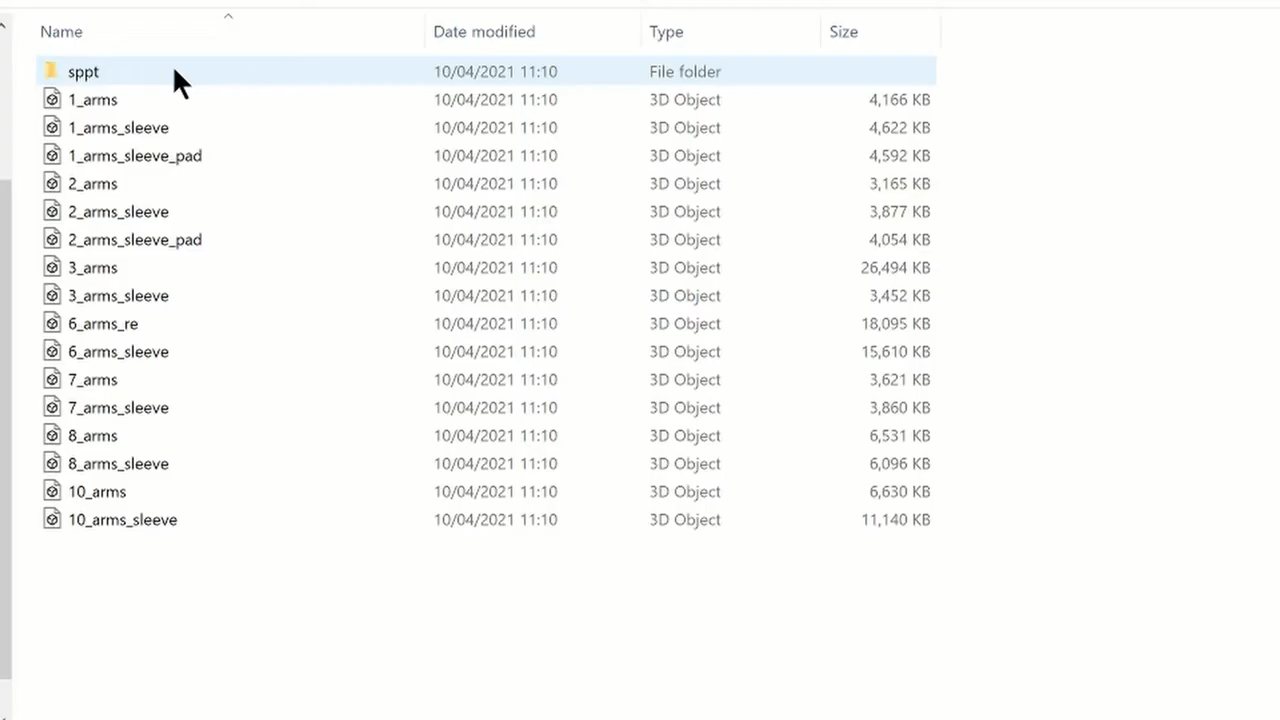 Name Date modified Type Size
sppt 10/04/2021 11:10 File folder
1_arms 10/04/2021 11:10 3D Object 4,166 KB
1_arms_sleeve 10/04/2021 11:10 3D Object 4,622 KB
1_arms_sleeve_pad 10/04/2021 11:10 3D Object 4,592 KB
2_arms 10/04/2021 11:10 3D Object 3,165 KB
2_arms_sleeve 10/04/2021 11:10 3D Object 3,877 KB
2_arms_sleeve_pad 10/04/2021 11:10 3D Object 4,054 KB
3_arms 10/04/2021 11:10 3D Object 26,494 KB
3_arms_sleeve 10/04/2021 11:10 3D Object 3,452 KB
6_arms_re 10/04/2021 11:10 3D Object 18,095 KB
6_arms_sleeve 10/04/2021 11:10 3D Object 15,610 KB
7_arms 10/04/2021 11:10 3D Object 3,621 KB
7_arms_sleeve 10/04/2021 11:10 3D Object 3,860 KB
8_arms 10/04/2021 11:10 3D Object 6,531 KB
8_arms_sleeve 10/04/2021 11:10 3D Object 6,096 KB
10_arms 10/04/2021 11:10 3D Object 6,630 KB
10_arms_sleeve 10/04/2021 11:10 3D Object 11,140 KB